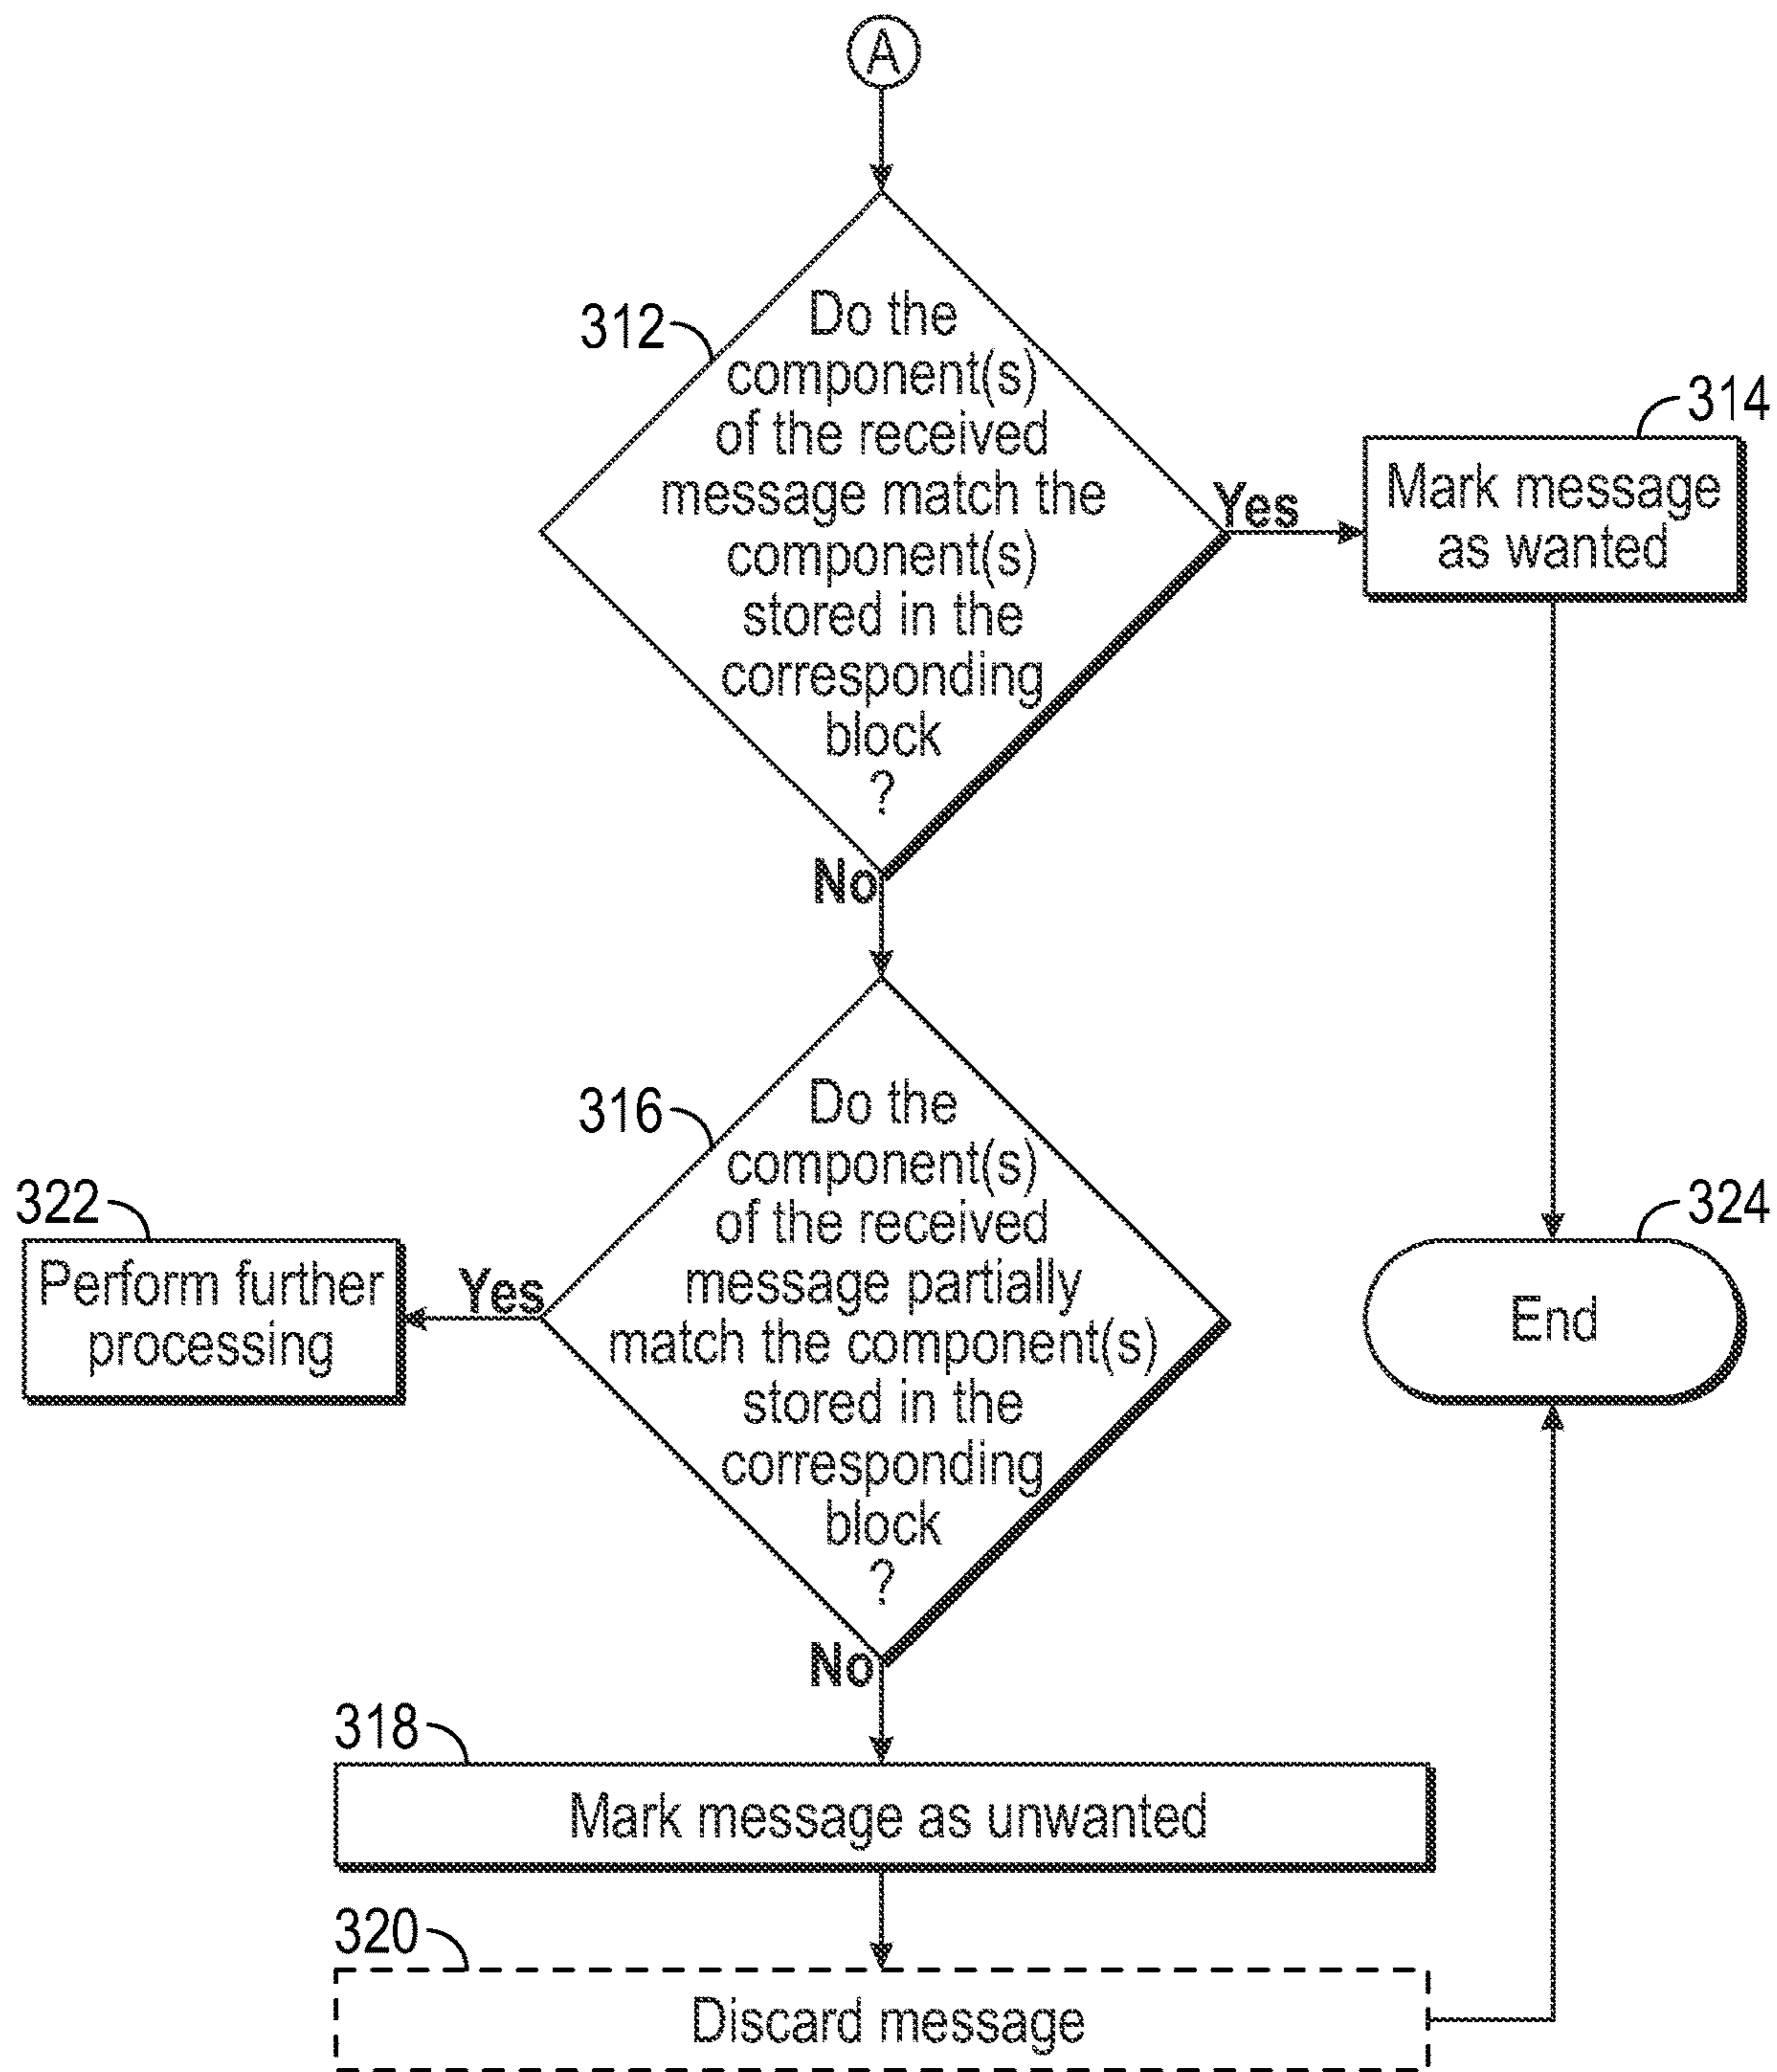 A
312
Do the
component(s)
of the received
message match the
component(s)
stored in the
corresponding
block
?
Yes
314
Mark message
as wanted
No
316
Do the
component(s)
of the received
message partially
match the component(s)
stored in the
corresponding
block
?
Yes
322
Perform further
processing
324
End
No
318
Mark message as unwanted
320
Discard message